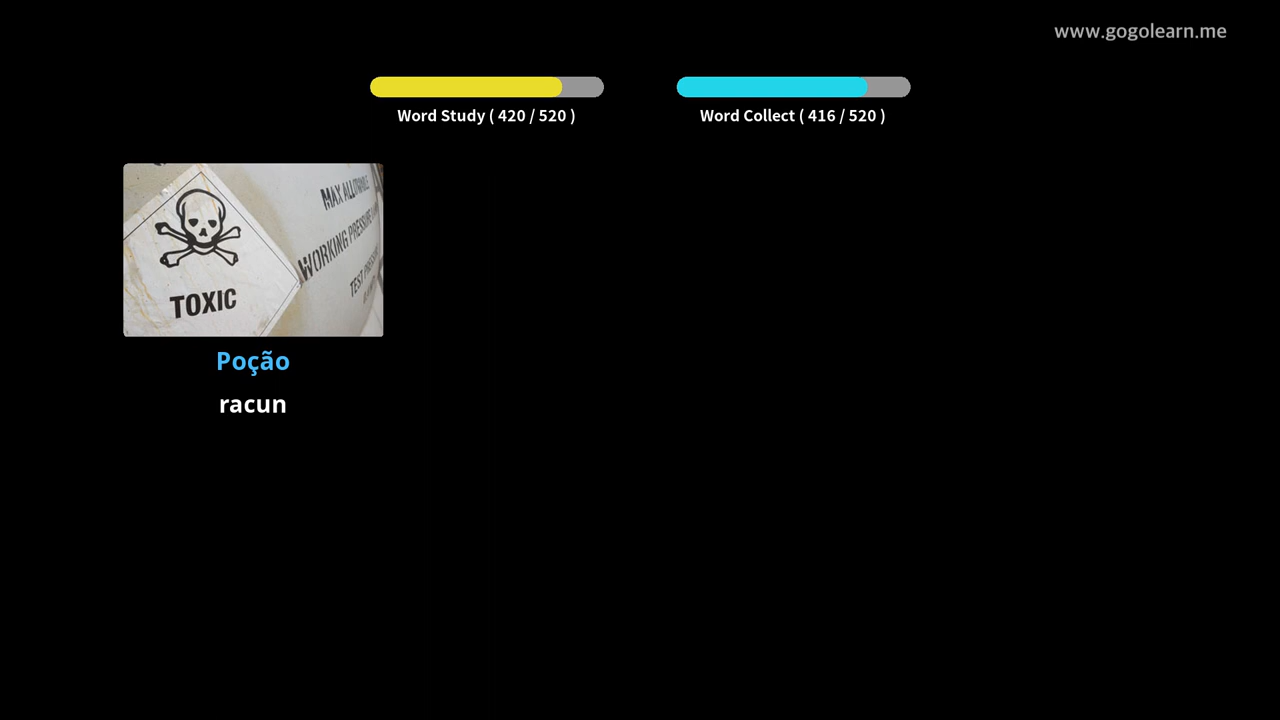 www.gogolearn.me
Word Study ( 420 / 520 )
Word Collect ( 416 / 520 )
MAX ALLOWABLE
WORKING PRESSURE
TEST
TOXIC
Poção
racun